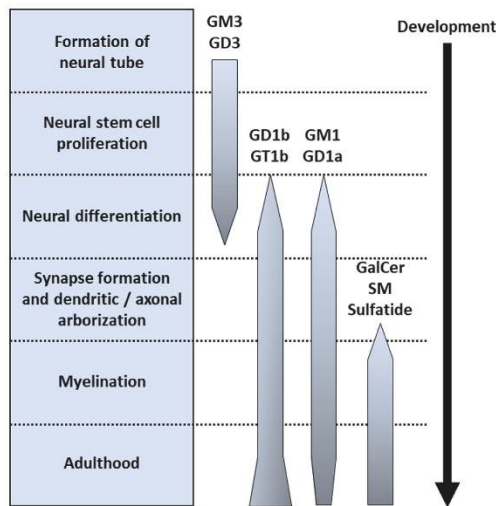 Formation of
neural tube
Neural stem cell
proliferation
Neural differentiation
Synapse formation
and dendritic / axonal
arborization
Myelination
Adulthood
GM3
GD3
GD1b
GT1b
GM1
GD1a
GalCer
SM
Sulfatide
Development